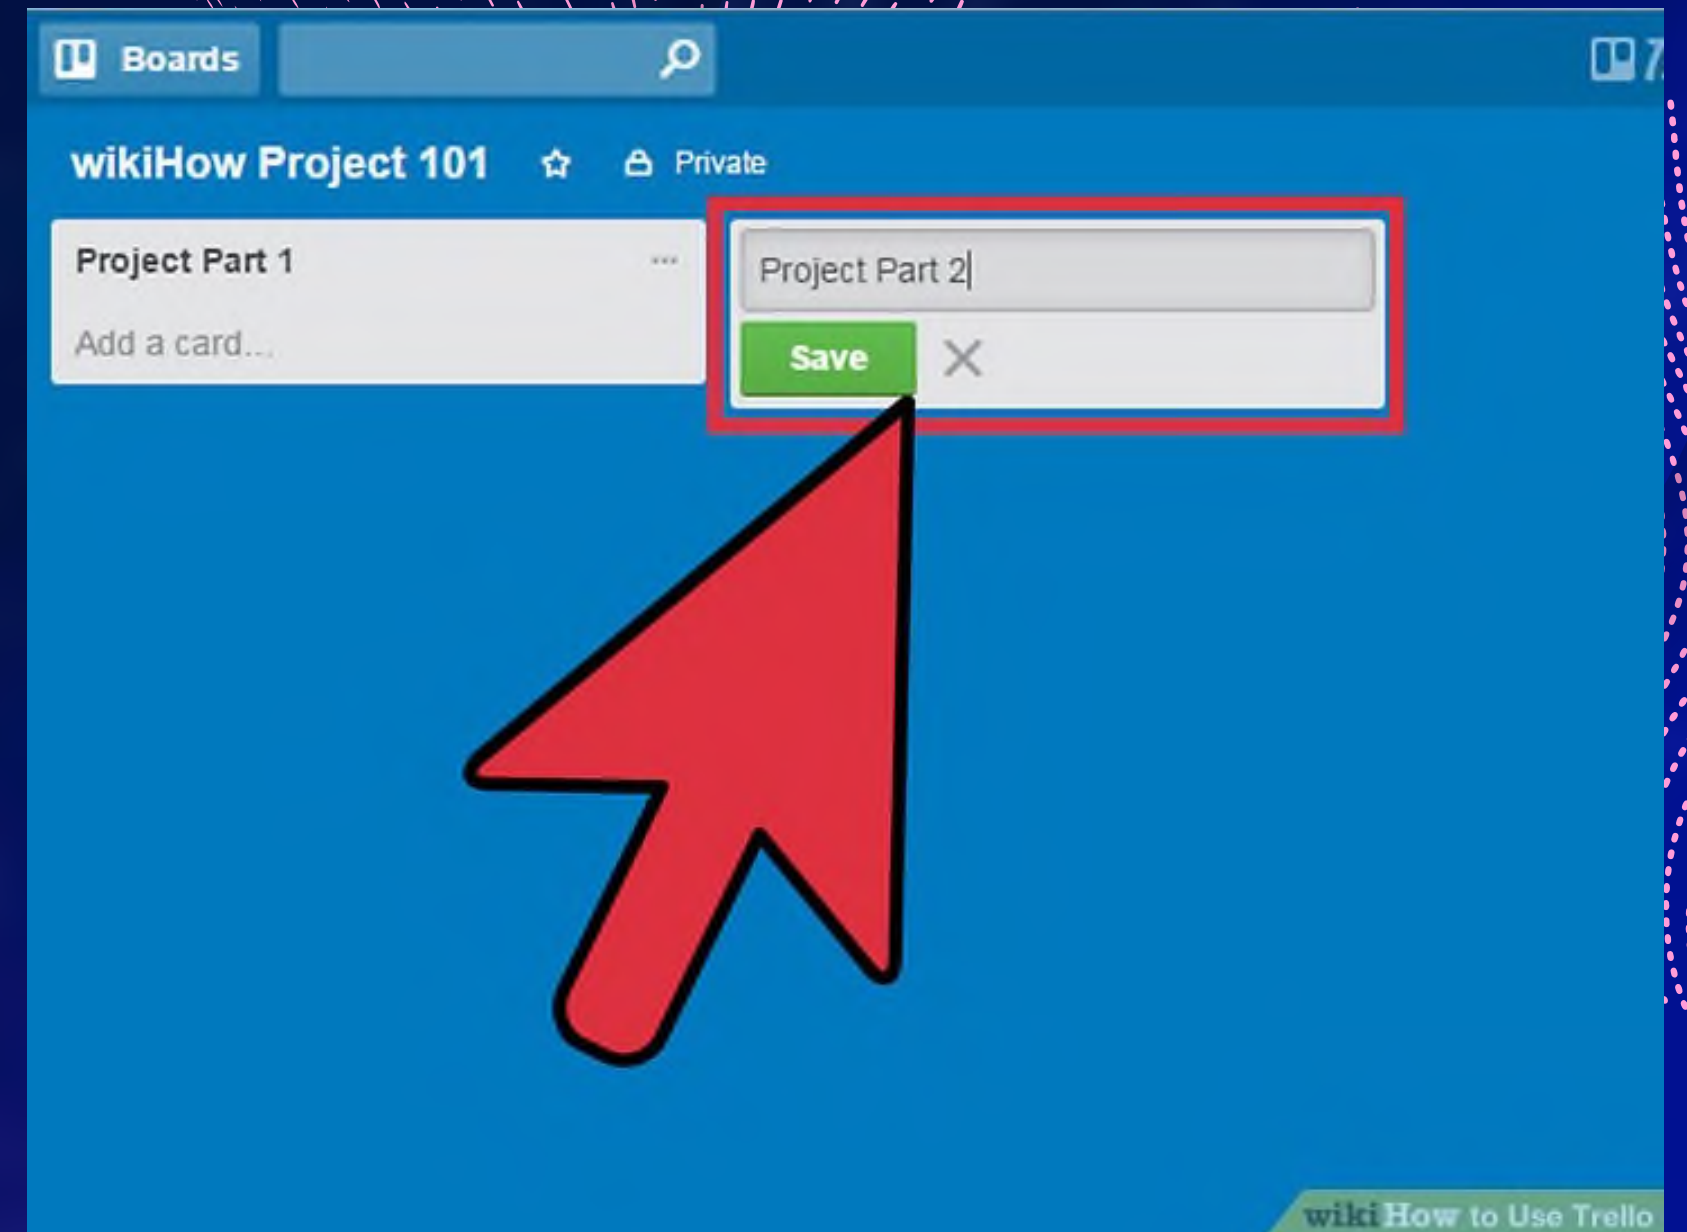 Boards
wikiHow Project 101 Private
Project Part 1 ...
Project Part 2
Add a card...
Save
wikiHow to Use Trello